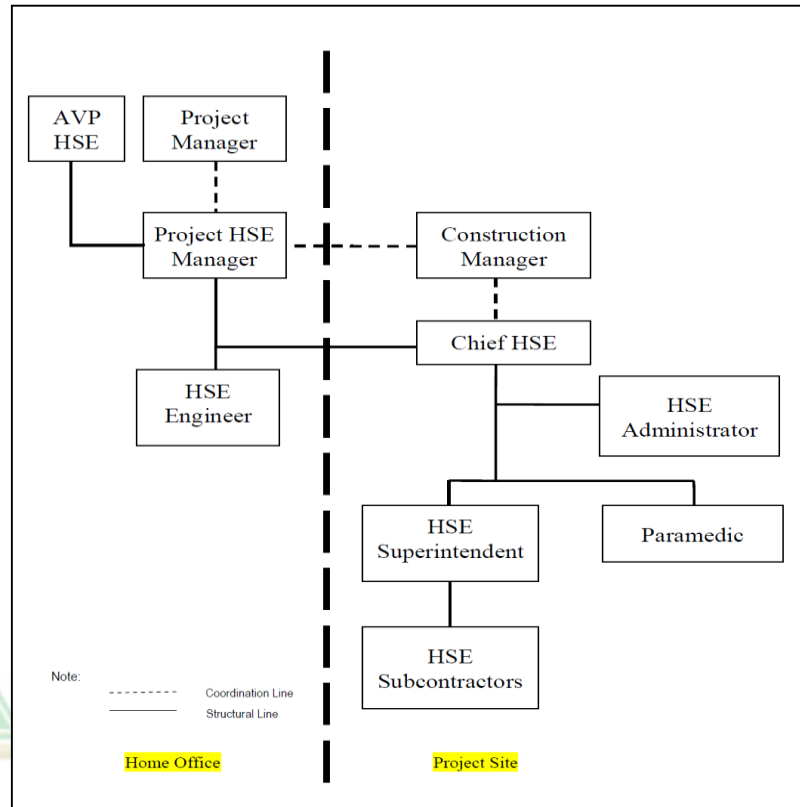 AVP
HSE
Project
Manager
Project HSE
Manager
Construction
Manager
Chief HSE
HSE
Engineer
HSE
Administrator
HSE
Superintendent
Paramedic
HSE
Subcontractors
Note:
Coordination Line
Structural Line
Home Office
Project Site